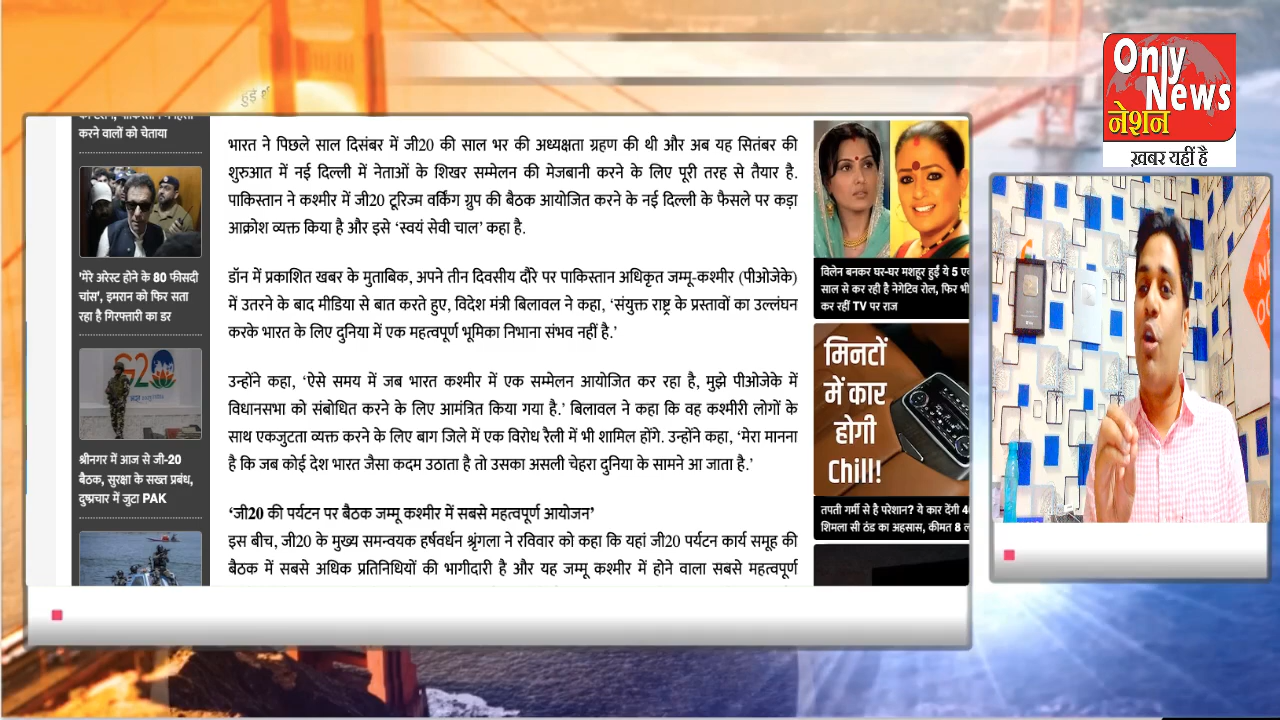 हुई
Only
News
नेशन
ख़बर यहीं है
करने वालों को चेताया
'मेरे अरेस्ट होने के 80 फीसदी
चांस', इमरान को फिर सता
रहा है गिरफ्तारी का डर
G20
श्रीनगर में आज से जी-20
बैठक, सुरक्षा के सख्त प्रबंध,
दुष्प्रचार में जुटा PAK
भारत ने पिछले साल दिसंबर में जी20 की साल भर की अध्यक्षता ग्रहण की थी और अब यह सितंबर की
शुरुआत में नई दिल्ली में नेताओं के शिखर सम्मेलन की मेजबानी करने के लिए पूरी तरह से तैयार है.
पाकिस्तान ने कश्मीर में जी20 टूरिज्म वर्किंग ग्रुप की बैठक आयोजित करने के नई दिल्ली के फैसले पर कड़ा
आक्रोश व्यक्त किया है और इसे ‘स्वयं सेवी चाल’ कहा है.
डॉन में प्रकाशित खबर के मुताबिक, अपने तीन दिवसीय दौरे पर पाकिस्तान अधिकृत जम्मू-कश्मीर (पीओजेके)
में उतरने के बाद मीडिया से बात करते हुए, विदेश मंत्री बिलावल ने कहा, ‘संयुक्त राष्ट्र के प्रस्तावों का उल्लंघन
करके भारत के लिए दुनिया में एक महत्वपूर्ण भूमिका निभाना संभव नहीं है.’
उन्होंने कहा, ‘ऐसे समय में जब भारत कश्मीर में एक सम्मेलन आयोजित कर रहा है, मुझे पीओजेके में
विधानसभा को संबोधित करने के लिए आमंत्रित किया गया है.’ बिलावल ने कहा कि वह कश्मीरी लोगों के
साथ एकजुटता व्यक्त करने के लिए बाग जिले में एक विरोध रैली में भी शामिल होंगे. उन्होंने कहा, ‘मेरा मानना
है कि जब कोई देश भारत जैसा कदम उठाता है तो उसका असली चेहरा दुनिया के सामने आ जाता है.’
‘जी20 की पर्यटन पर बैठक जम्मू कश्मीर में सबसे महत्वपूर्ण आयोजन’
इस बीच, जी20 के मुख्य समन्वयक हर्षवर्धन श्रृंगला ने रविवार को कहा कि यहां जी20 पर्यटन कार्य समूह की
बैठक में सबसे अधिक प्रतिनिधियों की भागीदारी है और यह जम्मू कश्मीर में होने वाला सबसे महत्वपूर्ण
विलेन बनकर घर-घर मशहूर हुईं ये 5
साल से कर रही है नेगेटिव रोल, फिर भी
कर रहीं TV पर राज
मिनटों
में कार
होगी
Chill!
तपती गर्मी से है परेशान? ये कार देंगी
शिमला सी ठंड का अहसास, कीमत 8